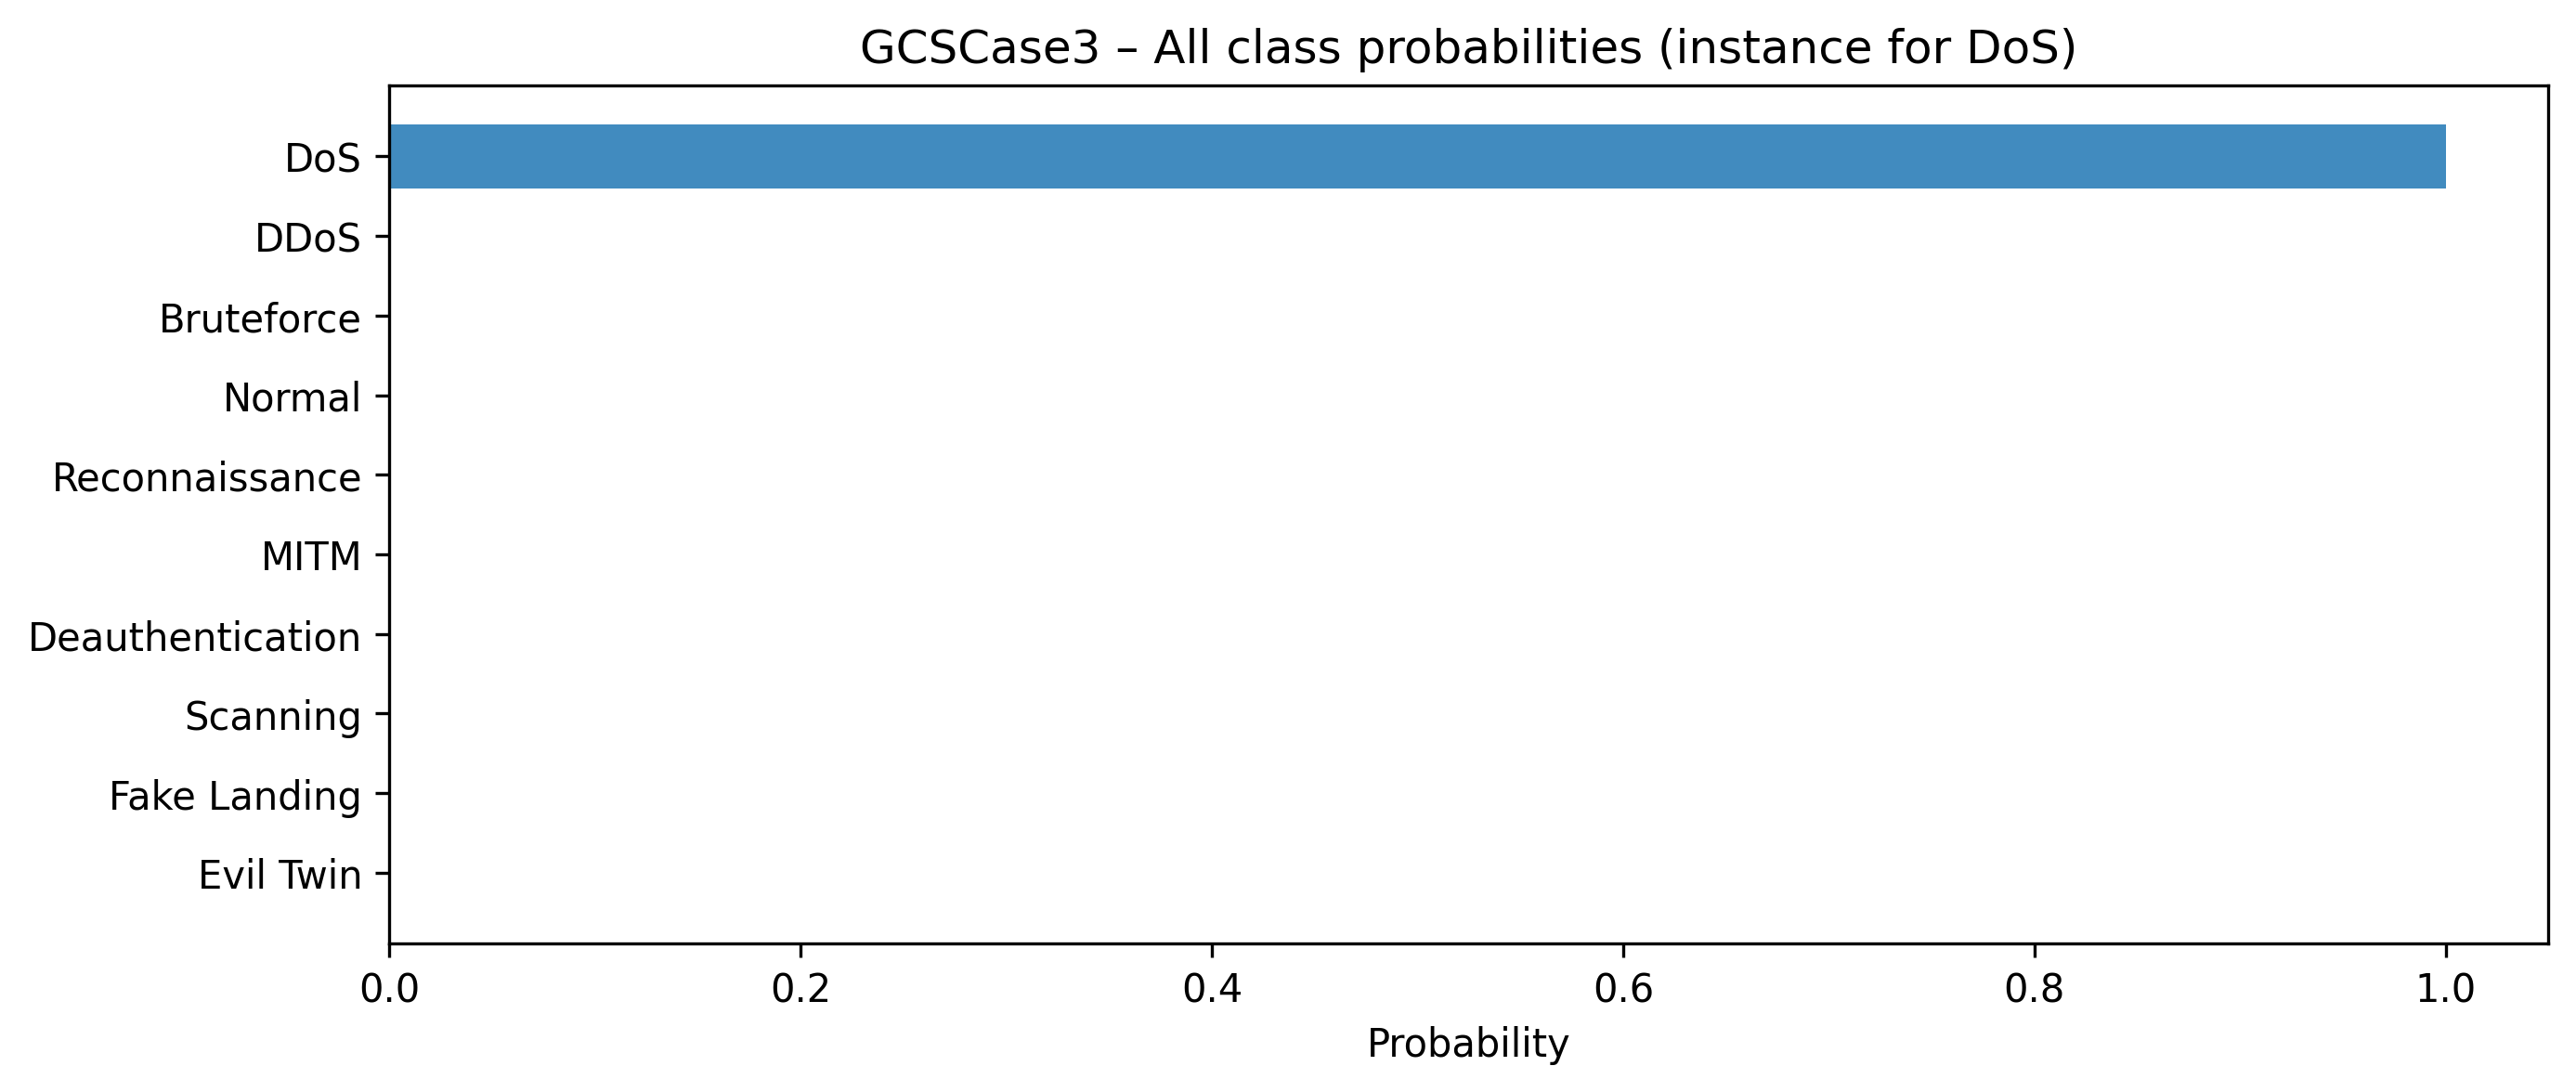 GCSCase3 – All class probabilities (instance for DoS)
DoS
DDoS
Bruteforce
Normal
Reconnaissance
MITM
Deauthentication
Scanning
Fake Landing
Evil Twin
0.0 0.2 0.4 0.6 0.8 1.0
Probability